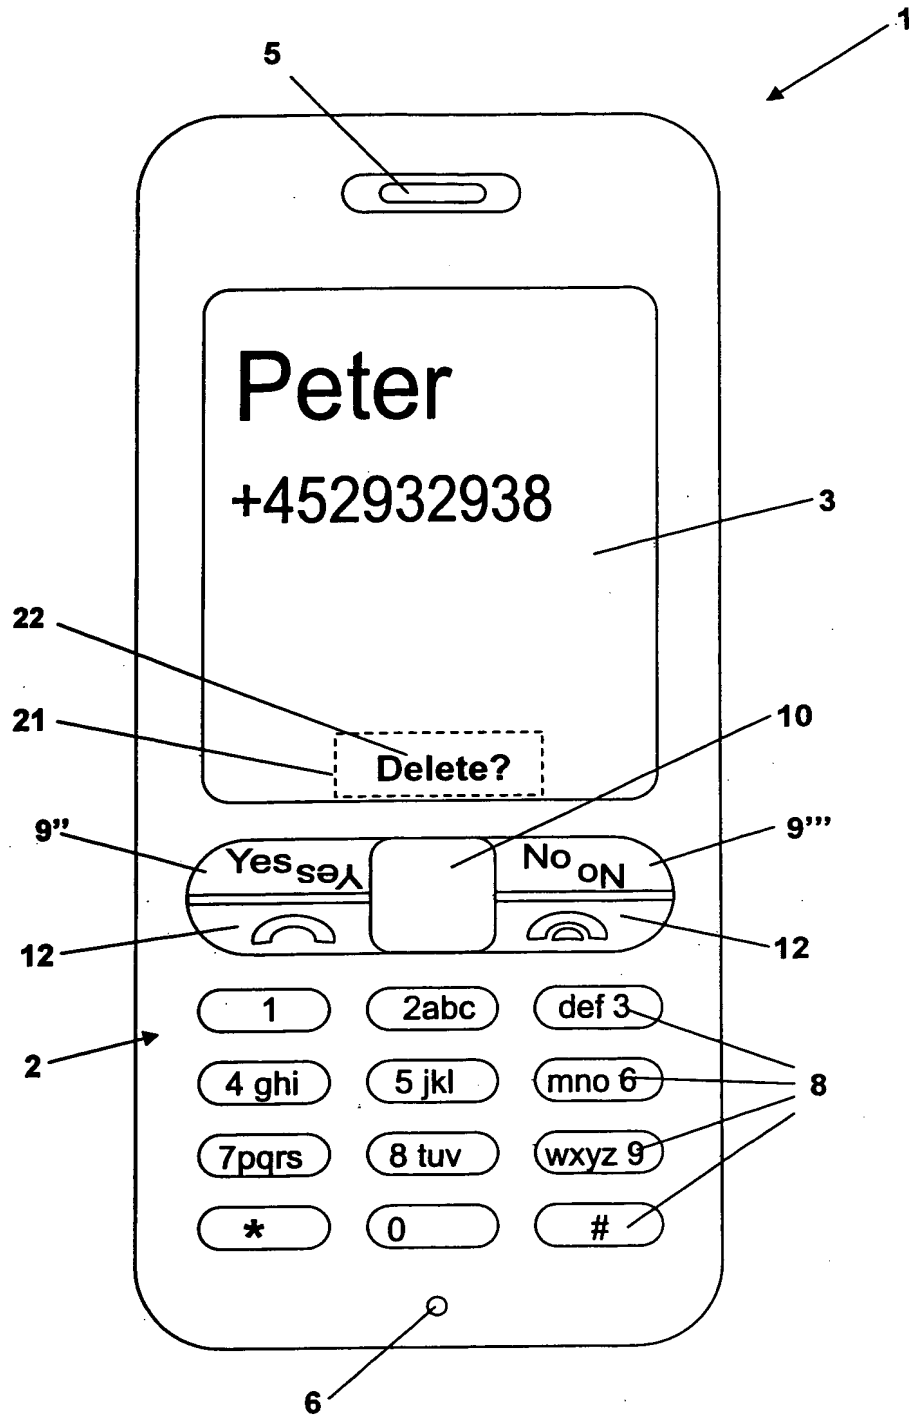 1
5
Peter
+452932938
3
22
21
10
Delete?
9”
9’’’
Yes Yes
No No
12
12
1
2abc
def 3
2
4 ghi
5 jkl
mno 6
8
7pqrs
8 tuv
wxyz 9
*
0
#
6